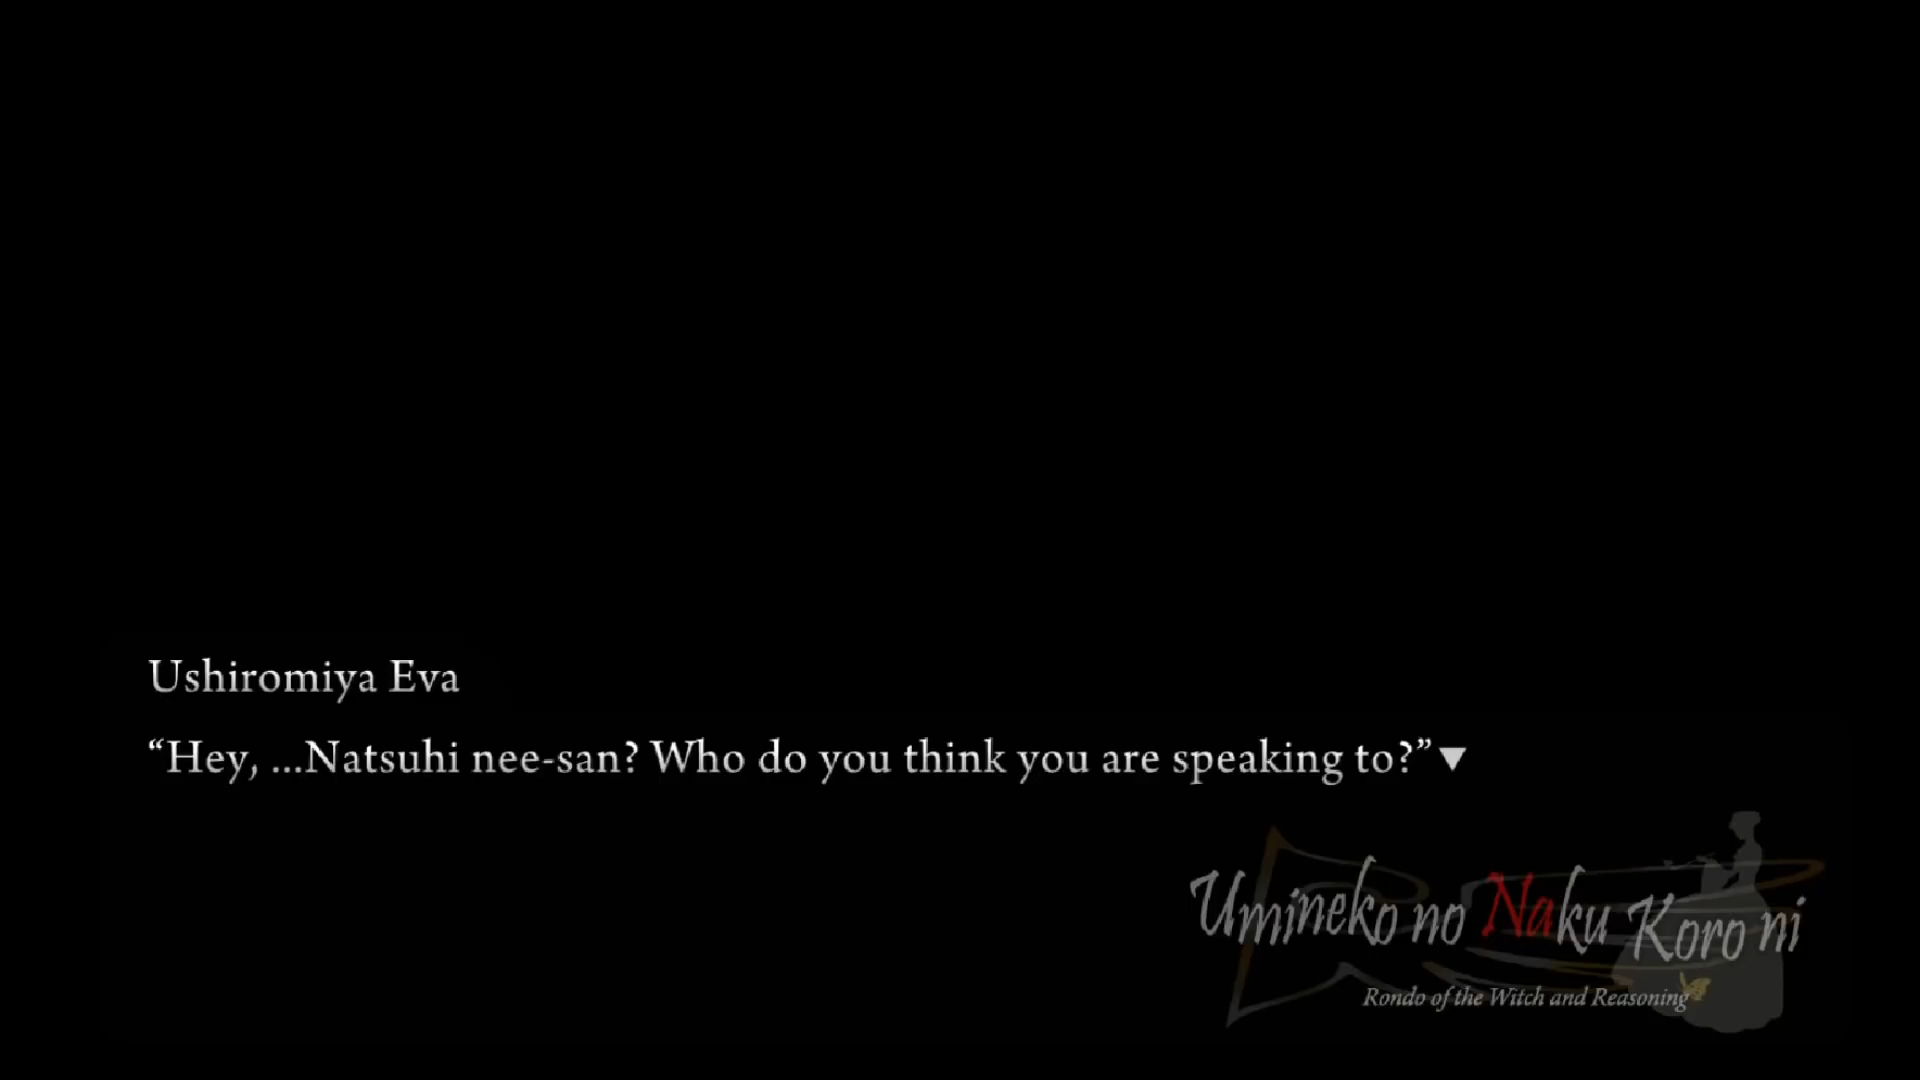 Ushiromiya Eva
“Hey, ...Natsuhi nee-san? Who do you think you are speaking to?”▼
Umineko no Naku Koro ni
Rondo of the Witch and Reasoning